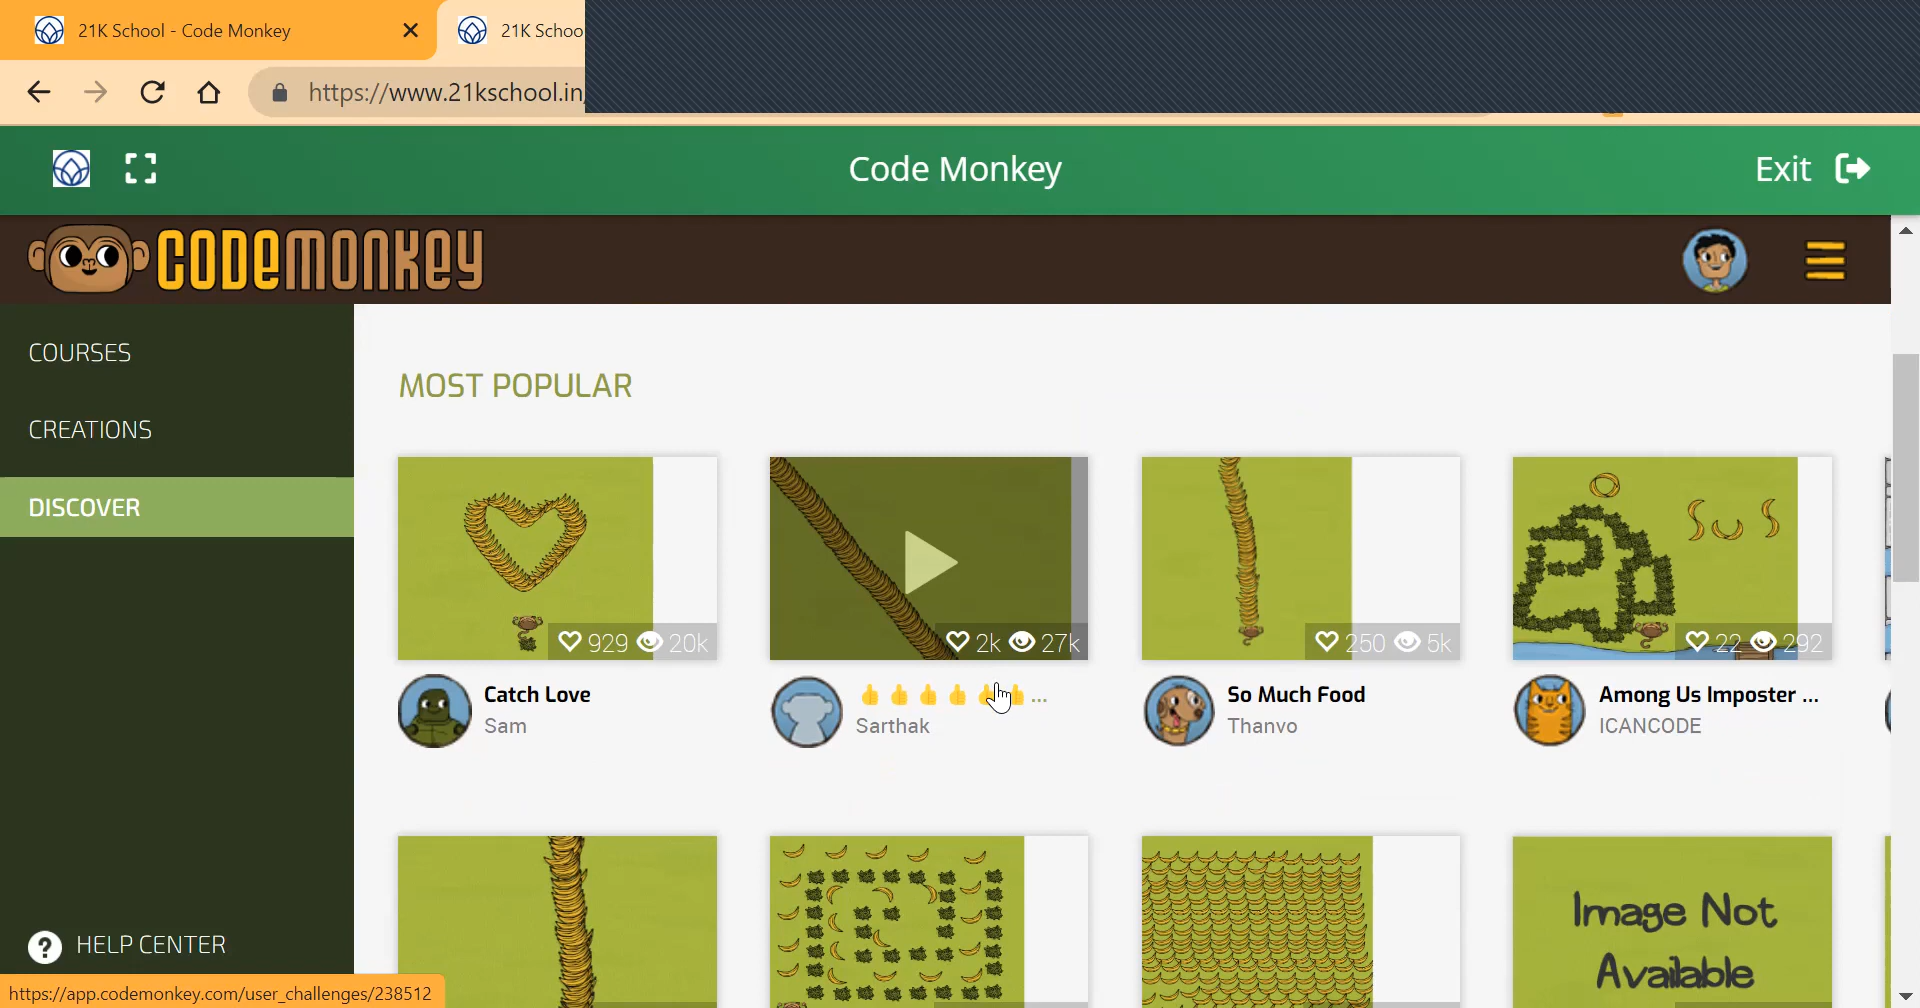 21K School - Code Monkey
21K Schoo
https://www.21kschool.in/
Code Monkey
Exit
CODEMONKEY
COURSES
CREATIONS
DISCOVER
MOST POPULAR
929 20k
2k 27k
250 5k
22 292
Catch Love
Sam
👍 👍 👍 👍 👍 👍 ...
Sarthak
So Much Food
Thanvo
Among Us Imposter ...
ICANCODE
SUS
Image Not
Available
? HELP CENTER
https://app.codemonkey.com/user_challenges/238512